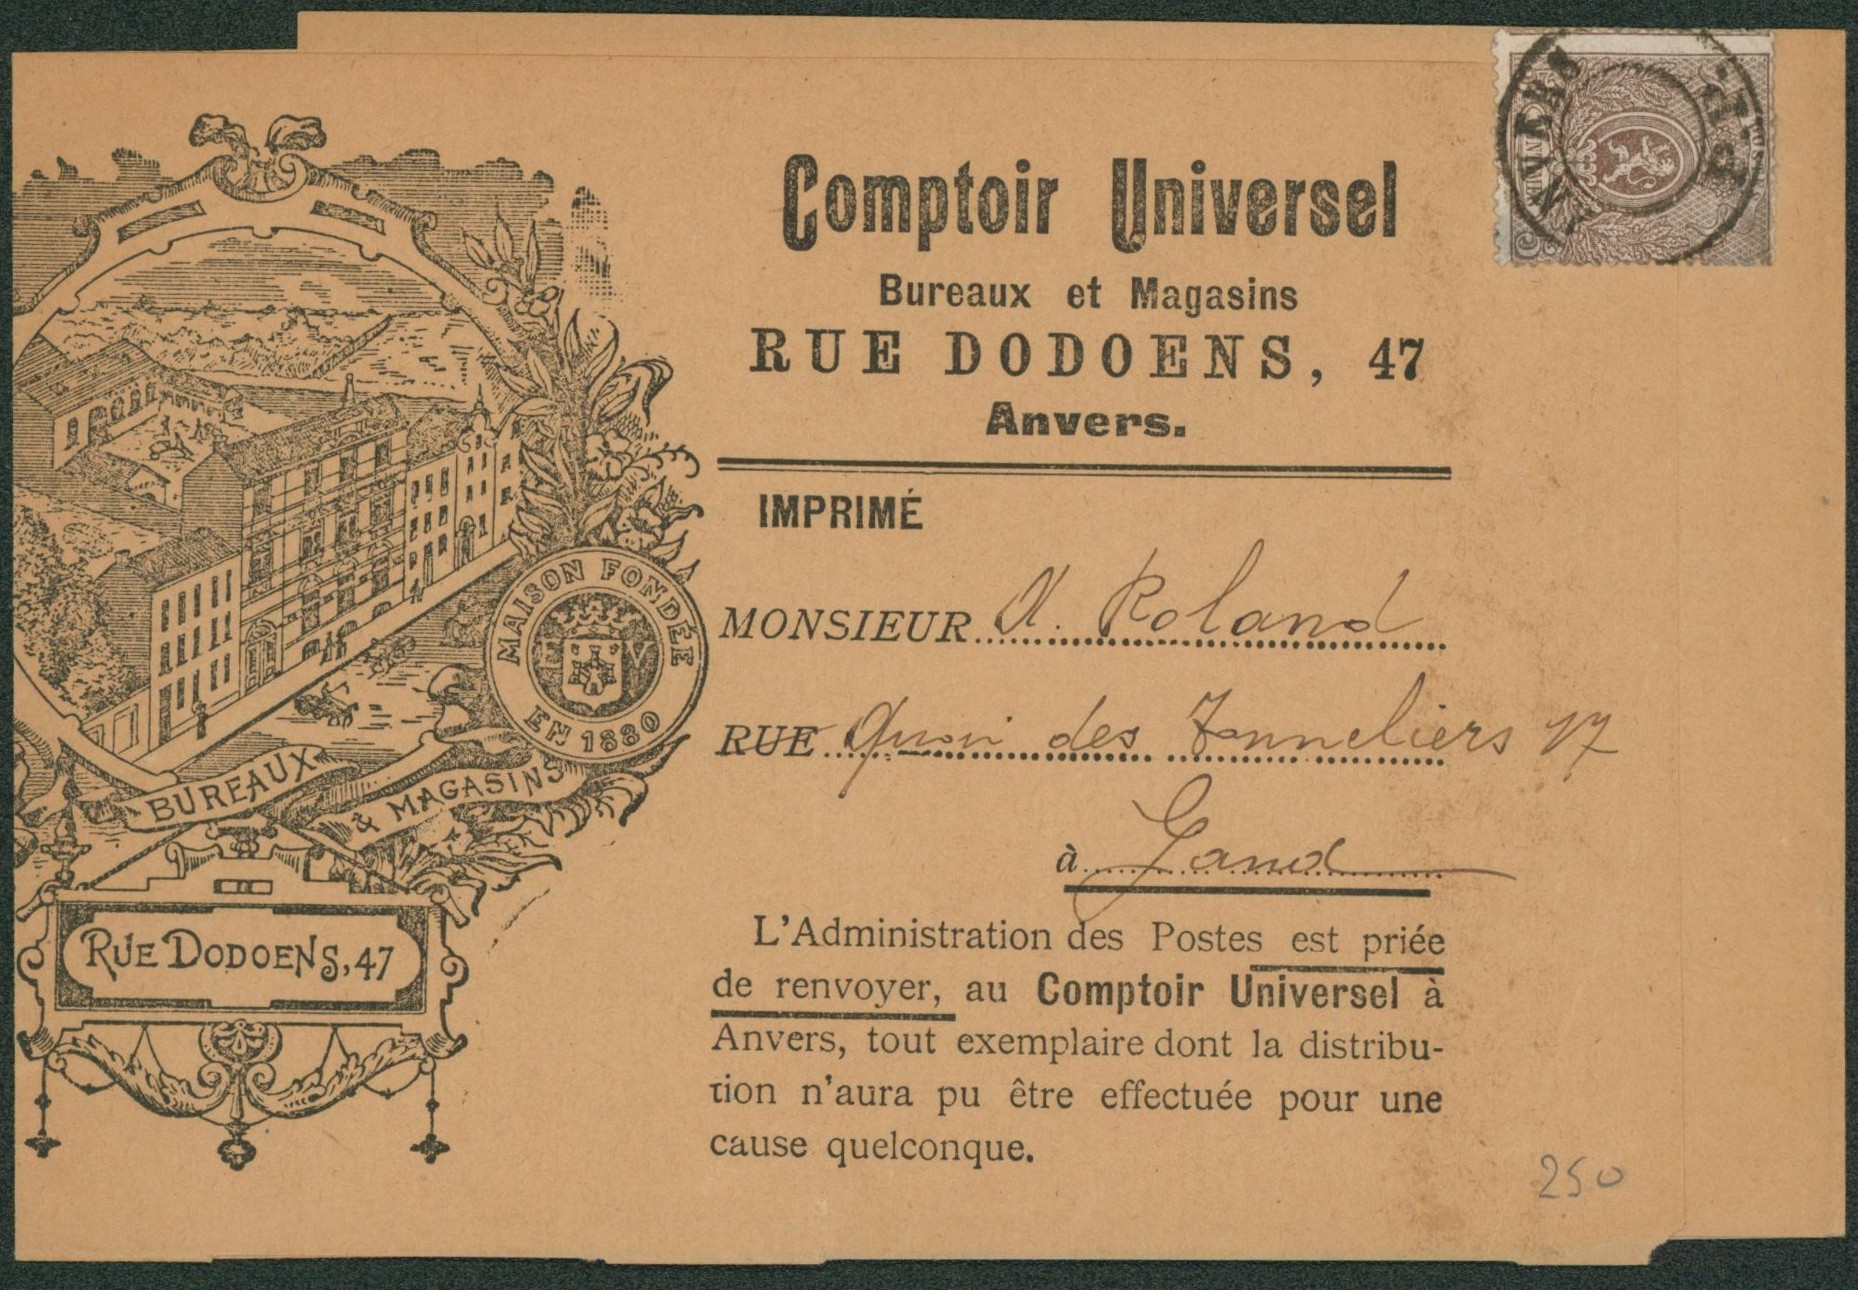 Comptoir Universel
Bureaux et Magasins
RUE DODOENS, 47
Anvers.
IMPRIMÉ
MONSIEUR A. Roland
RUE Quai des Tonneliers 17
à Gand
L'Administration des Postes est priée
de renvoyer, au Comptoir Universel à
Anvers, tout exemplaire dont la distribu-
tion n'aura pu être effectuée pour une
cause quelconque.
MAISON FONDÉE
EN 1880
BUREAUX
& MAGASINS
RUE DODOENS, 47
ANVERS
250